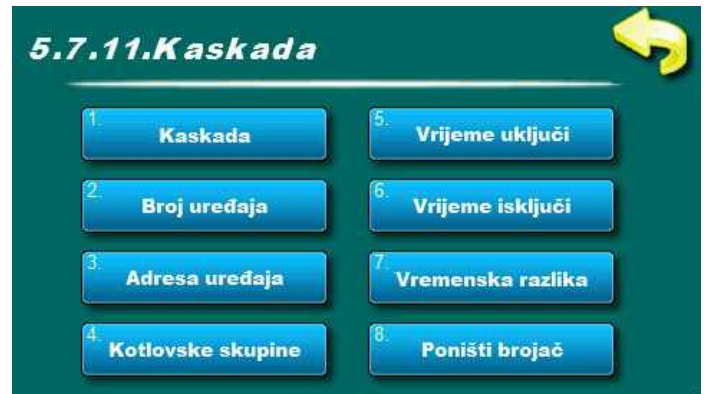 5.7.11.Kaskada
1. Kaskada
2. Broj uređaja
3. Adresa uređaja
4. Kotlovske skupine
5. Vrijeme uključi
6. Vrijeme isključi
7. Vremenska razlika
8. Poništi brojač